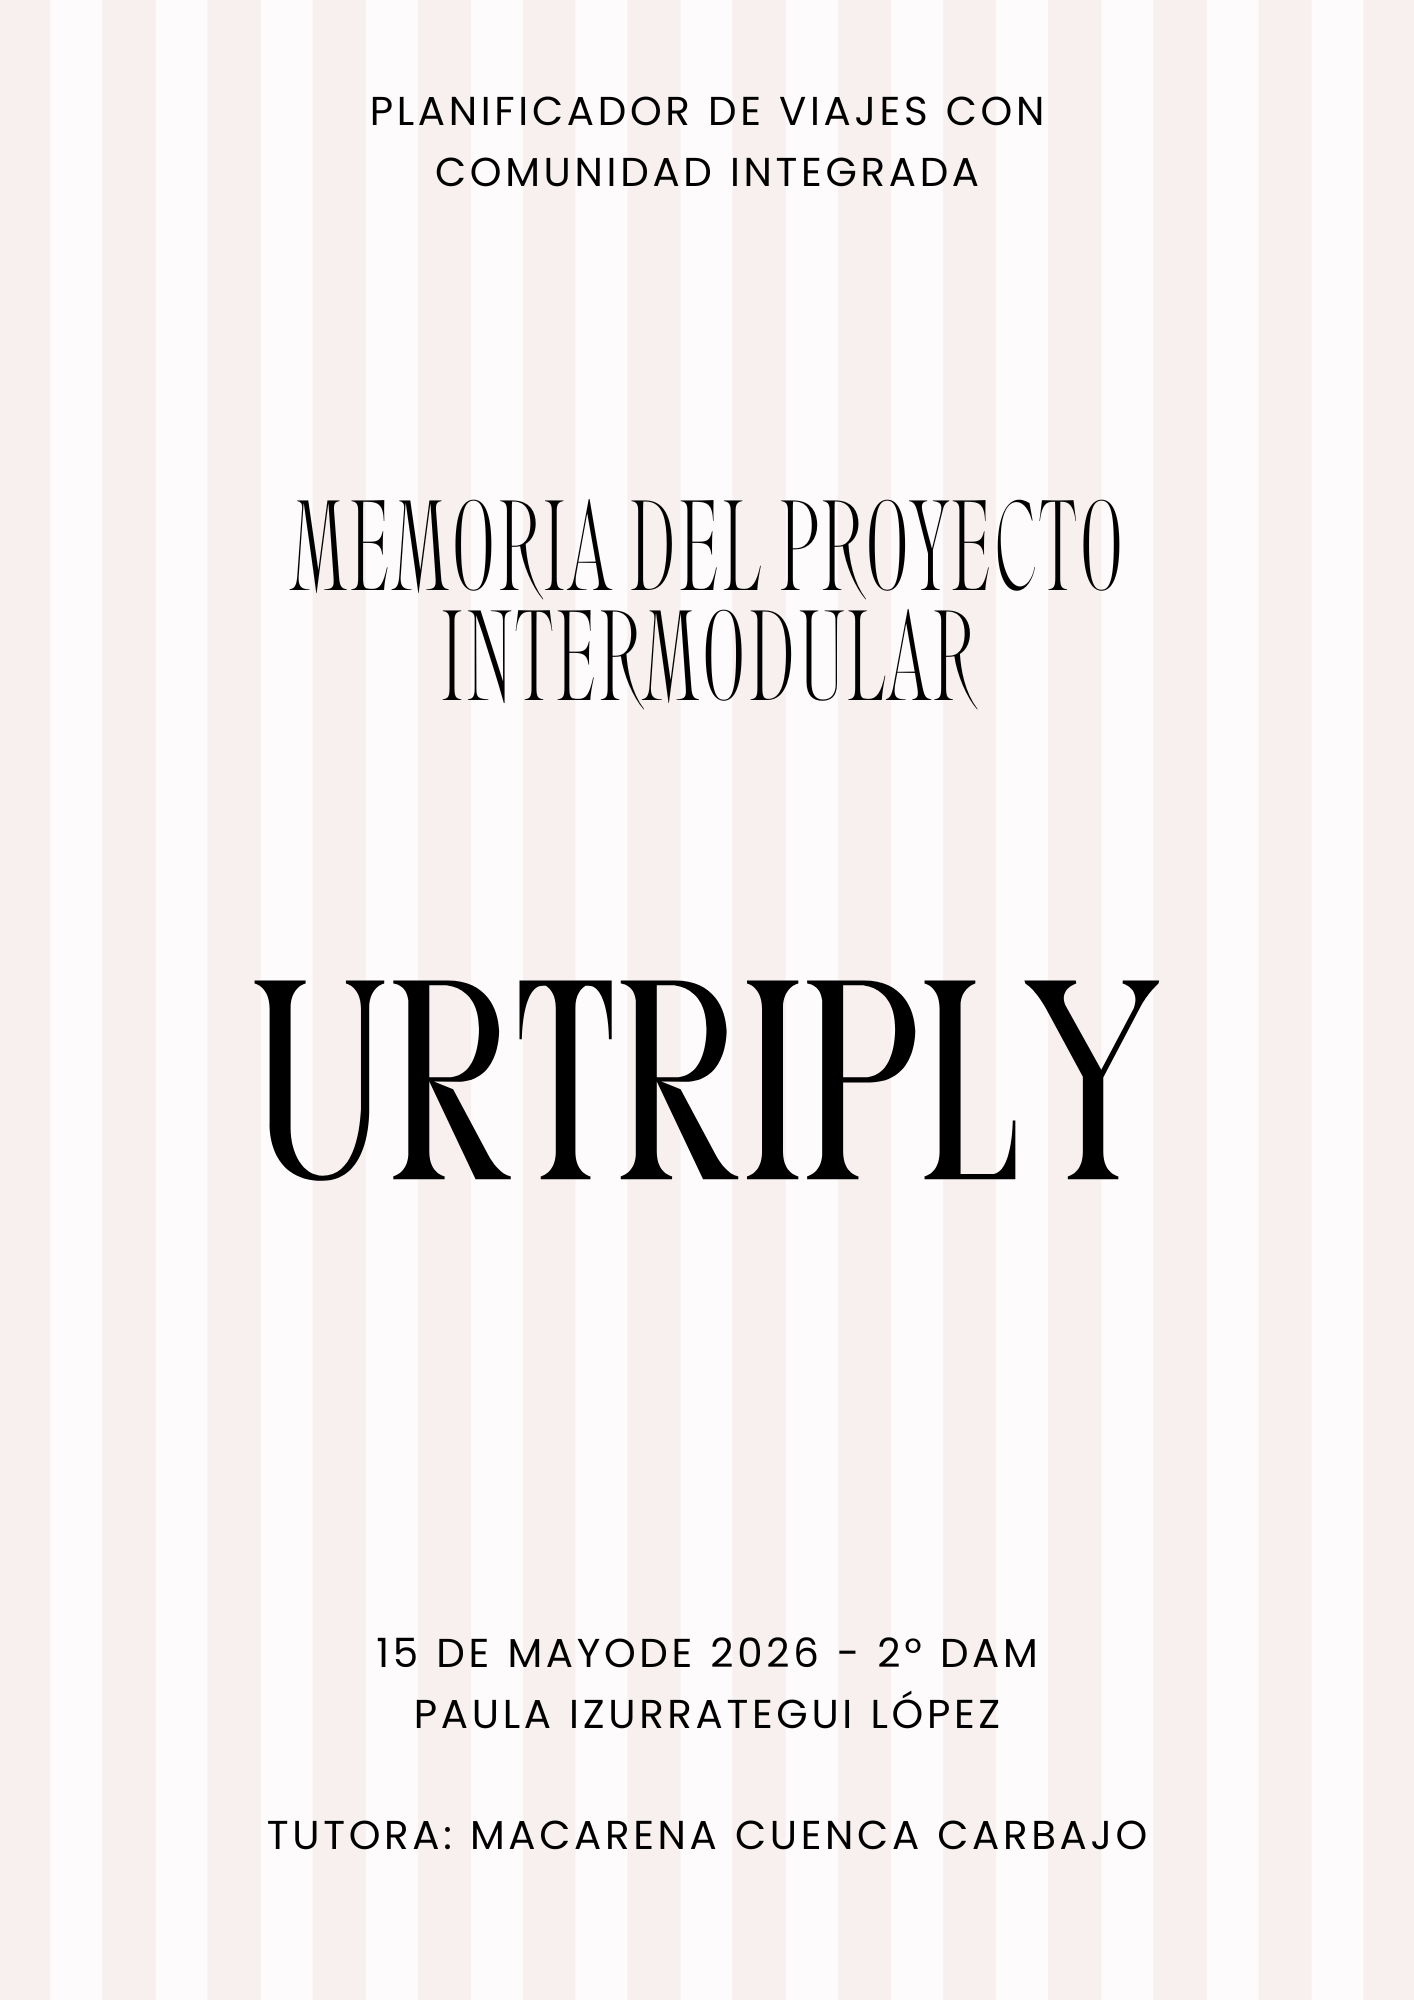 PLANIFICADOR DE VIAJES CON
COMUNIDAD INTEGRADA
MEMORIA DEL PROYECTO
INTERMODULAR
URTRIPLY
15 DE MAYODE 2026 - 2º DAM
PAULA IZURRATEGUI LÓPEZ
TUTORA: MACARENA CUENCA CARBAJO